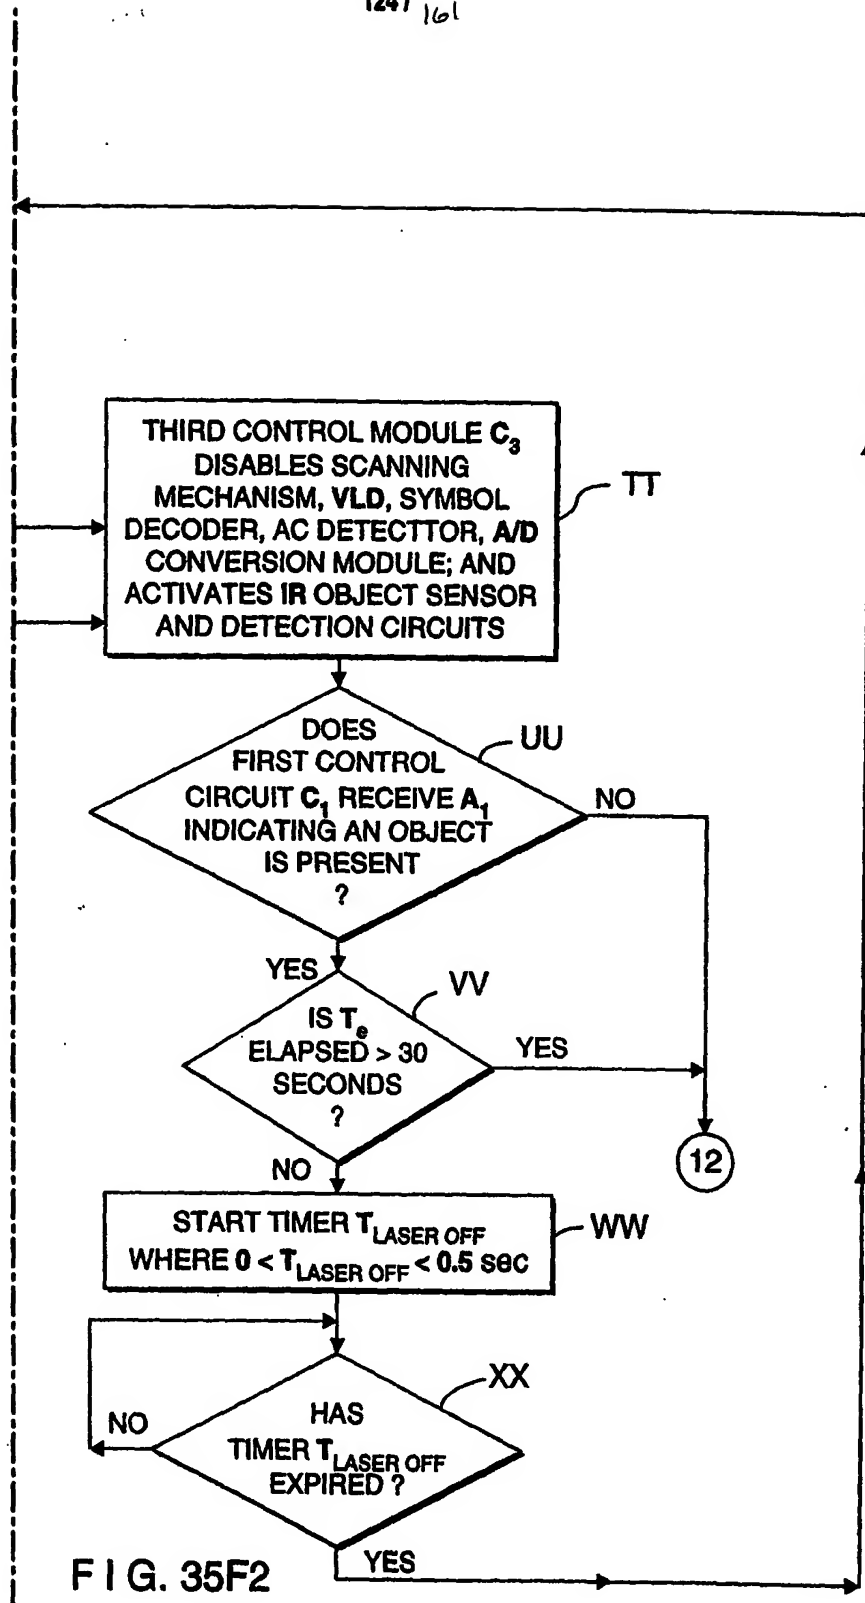 1247 161
THIRD CONTROL MODULE C3
DISABLES SCANNING
MECHANISM, VLD, SYMBOL
DECODER, AC DETECTTOR, A/D
CONVERSION MODULE; AND
ACTIVATES IR OBJECT SENSOR
AND DETECTION CIRCUITS
TT
DOES
FIRST CONTROL
CIRCUIT C1 RECEIVE A1
INDICATING AN OBJECT
IS PRESENT
?
UU
NO
YES
IS Te
ELAPSED > 30
SECONDS
?
VV
YES
12
NO
START TIMER TLASER OFF
WHERE 0 < TLASER OFF < 0.5 sec
WW
HAS
TIMER TLASER OFF
EXPIRED ?
XX
NO
YES
FIG. 35F2